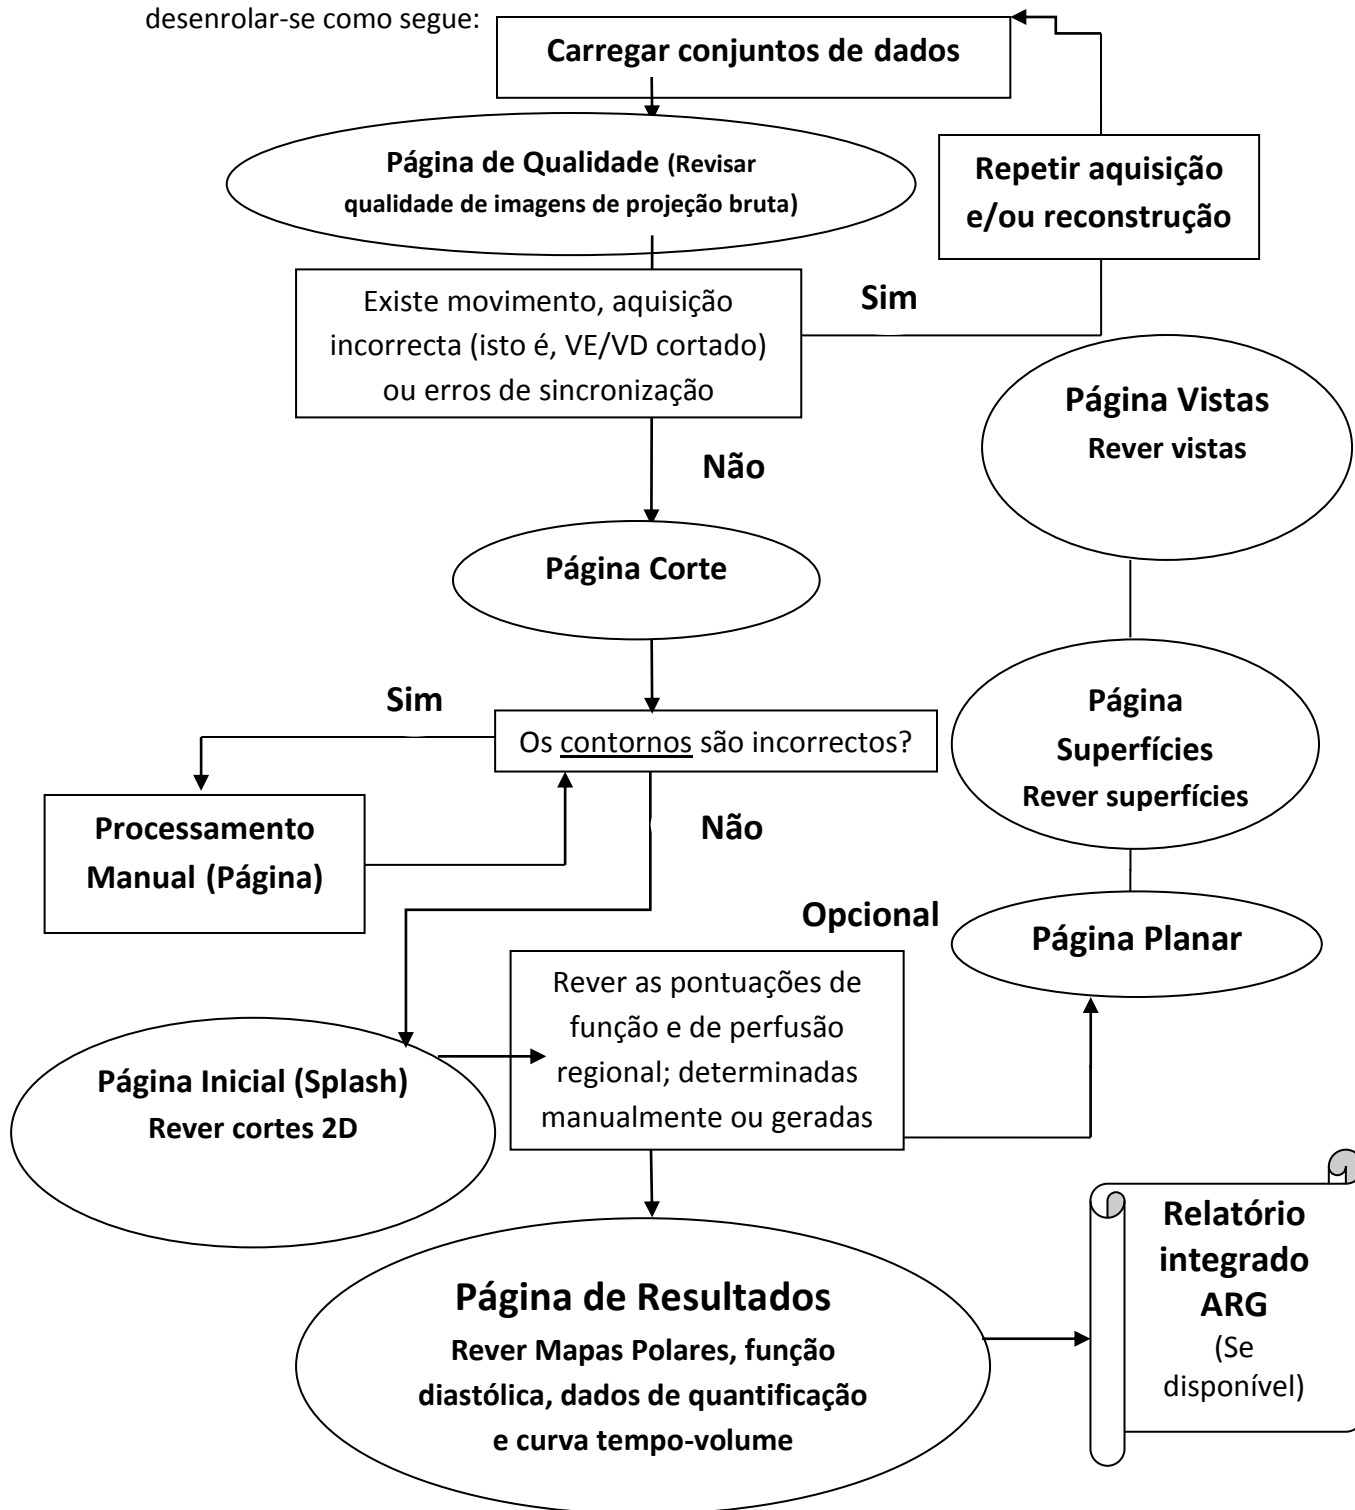 desenrolar-se como segue:
Carregar conjuntos de dados
Página de Qualidade (Revisar
qualidade de imagens de projeção bruta)
Repetir aquisição
e/ou reconstrução
Existe movimento, aquisição
incorrecta (isto é, VE/VD cortado)
ou erros de sincronização
Sim
Página Vistas
Rever vistas
Não
Página Corte
Sim
Os contornos são incorrectos?
Página
Superfícies
Rever superfícies
Processamento
Manual (Página)
Não
Opcional
Página Planar
Rever as pontuações de
função e de perfusão
regional; determinadas
manualmente ou geradas
Página Inicial (Splash)
Rever cortes 2D
Relatório
integrado
ARG
(Se
disponível)
Página de Resultados
Rever Mapas Polares, função
diastólica, dados de quantificação
e curva tempo-volume